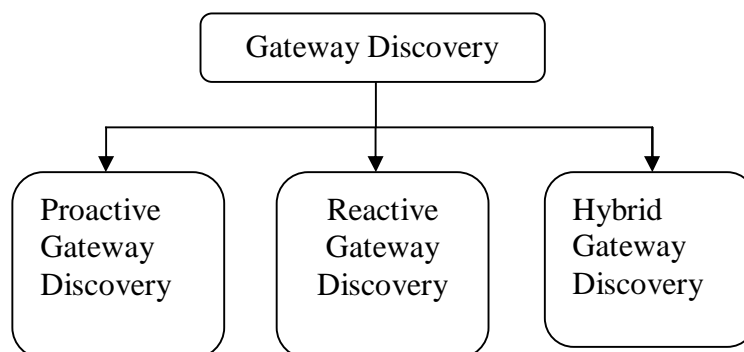 Gateway Discovery
Proactive
Gateway
Discovery
Reactive
Gateway
Discovery
Hybrid
Gateway
Discovery